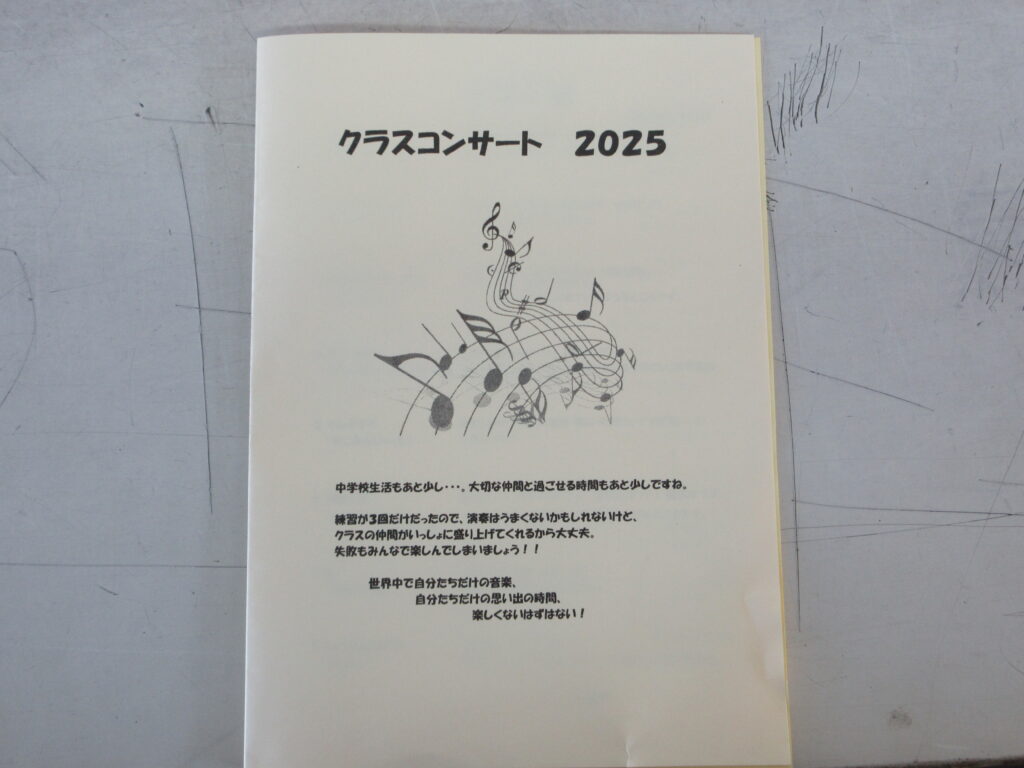 クラスコンサート　2025
中学校生活もあと少し･･･。大切な仲間と過ごせる時間もあと少しですね。
練習が3回だけだったので、演奏はうまくないかもしれないけど、
クラスの仲間がいっしょに盛り上げてくれるから大丈夫。
失敗もみんなで楽しんでしまいましょう！！
世界中で自分たちだけの音楽、
自分たちだけの思い出の時間、
楽しくないはずはない！